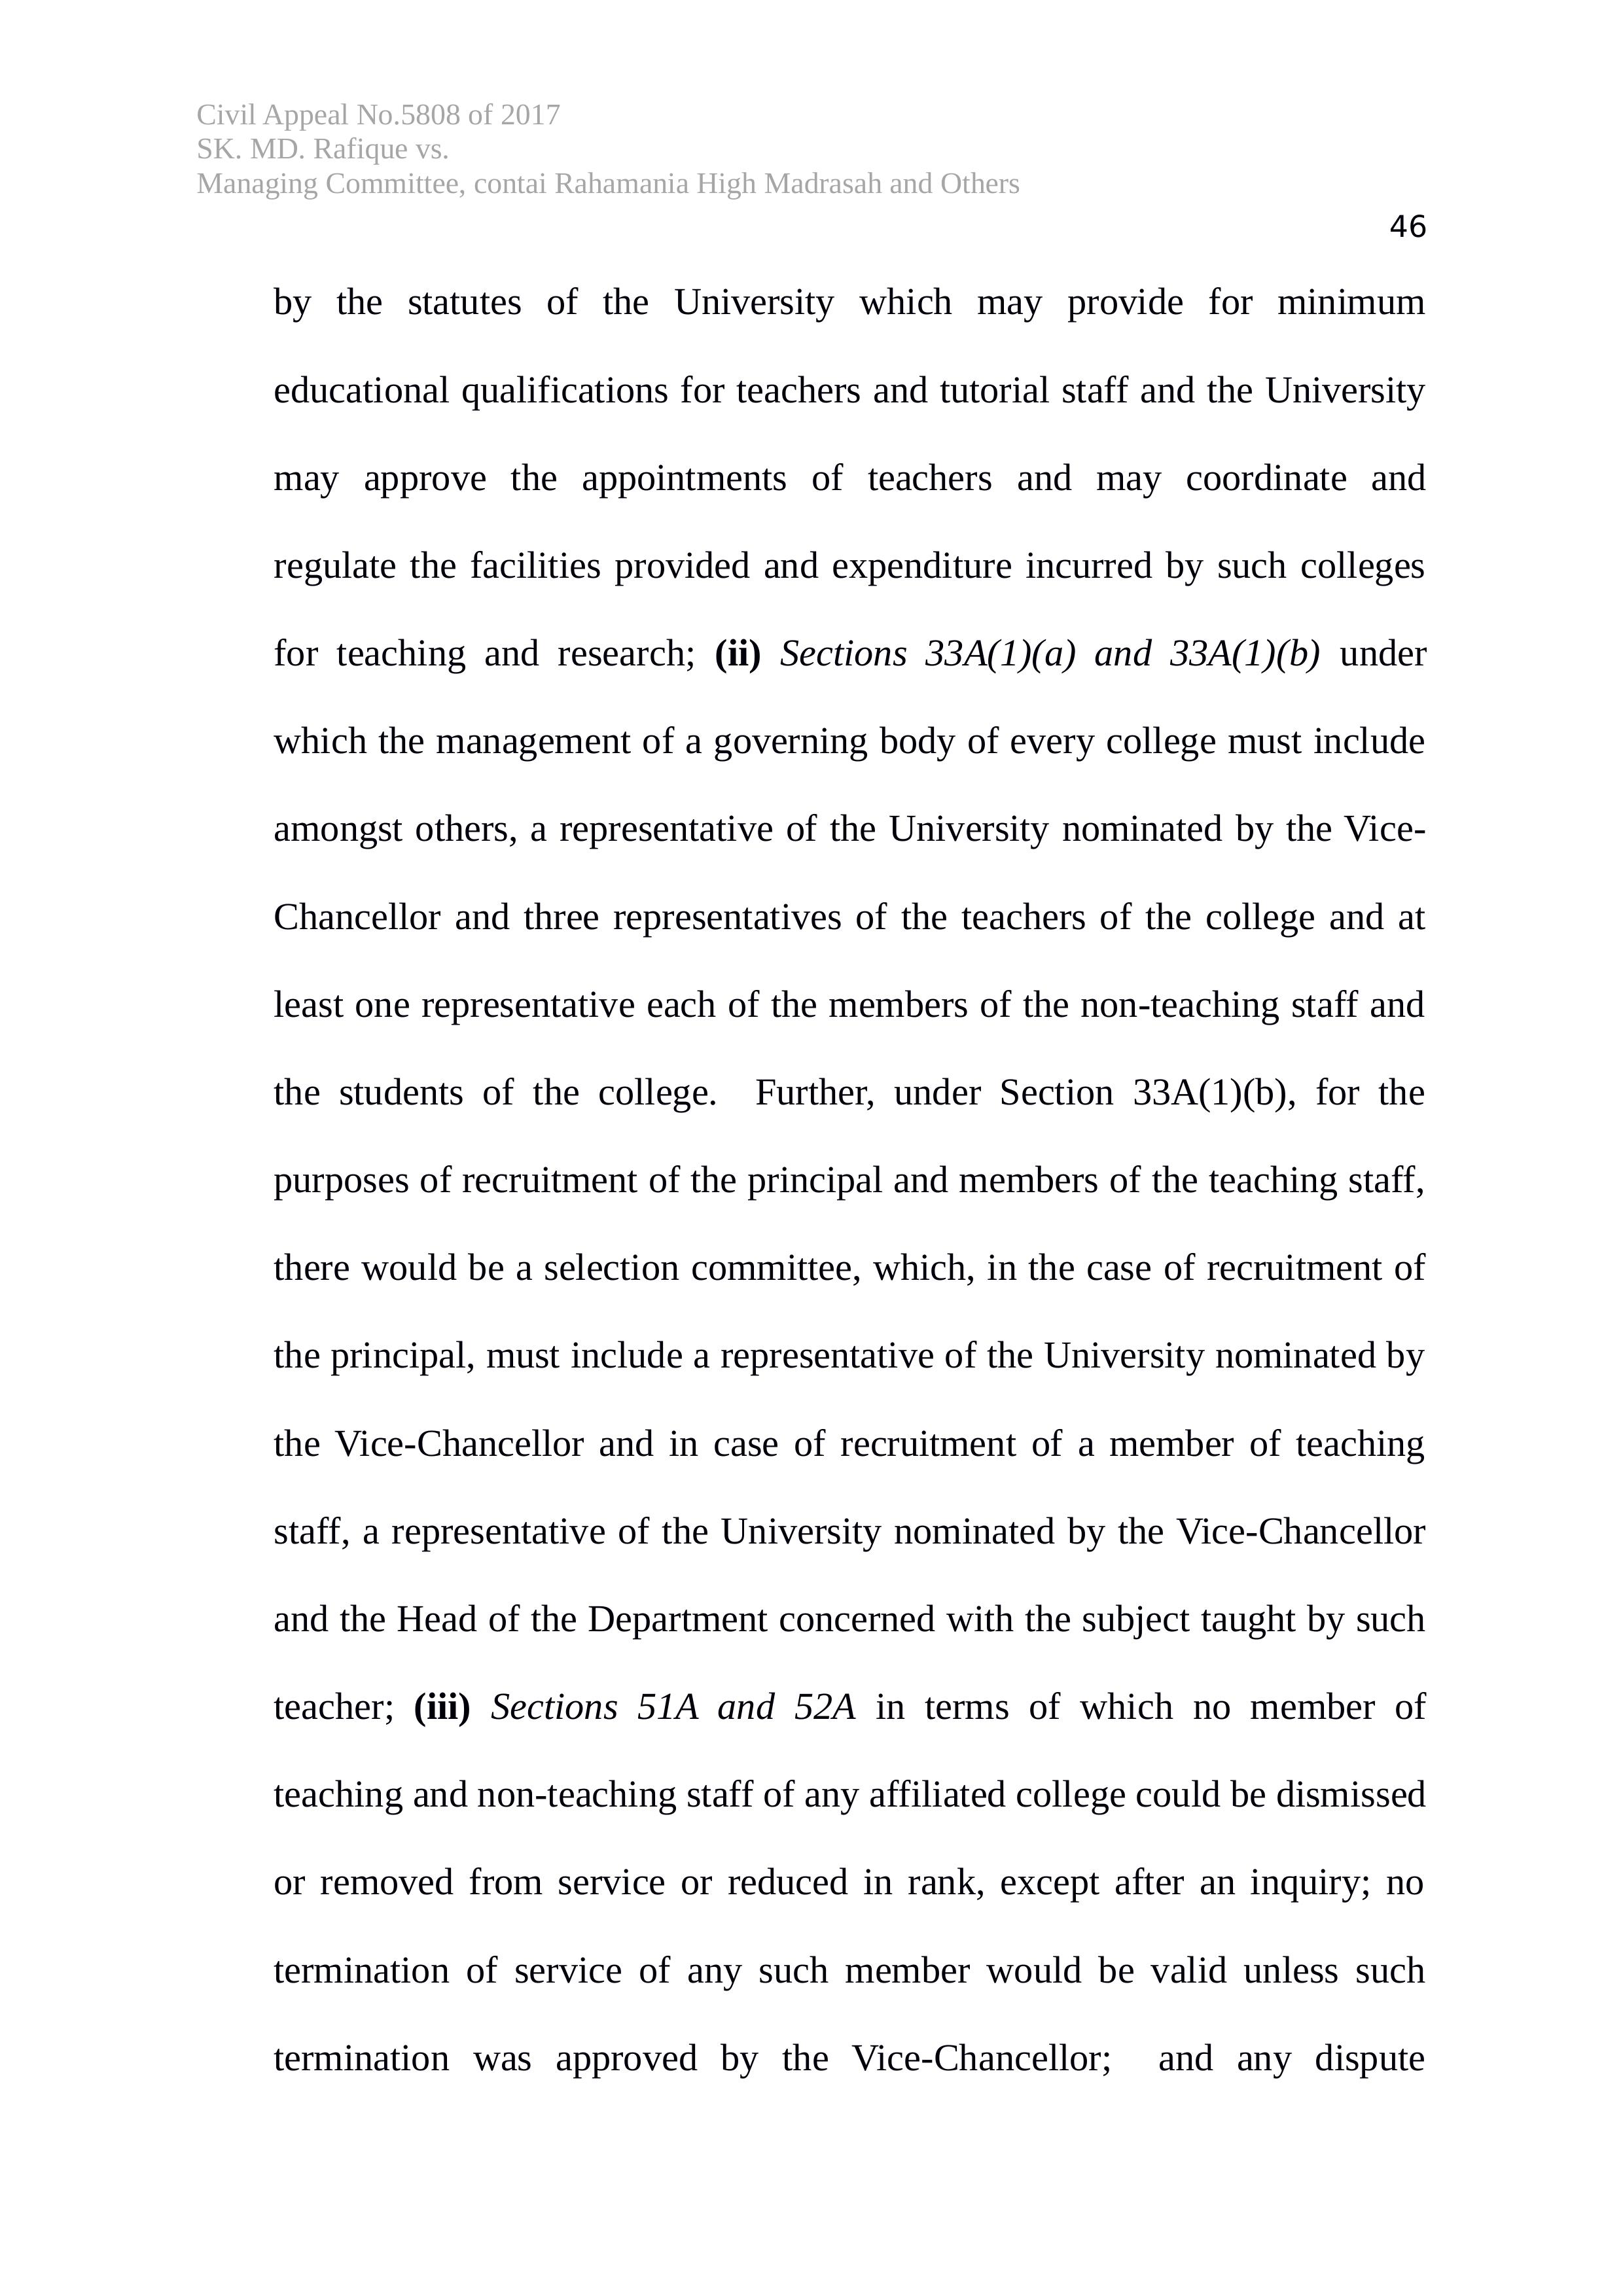 Civil Appeal No.5808 of 2017
SK. MD. Rafique vs.
Managing Committee, contai Rahamania High Madrasah and Others
46
by the statutes of the University which may provide for minimum
educational qualifications for teachers and tutorial staff and the University
may approve the appointments of teachers and may coordinate and
regulate the facilities provided and expenditure incurred by such colleges
for teaching and research; (ii) Sections 33A(1)(a) and 33A(1)(b) under
which the management of a governing body of every college must include
amongst others, a representative of the University nominated by the Vice-
Chancellor and three representatives of the teachers of the college and at
least one representative each of the members of the non-teaching staff and
the students of the college. Further, under Section 33A(1)(b), for the
purposes of recruitment of the principal and members of the teaching staff,
there would be a selection committee, which, in the case of recruitment of
the principal, must include a representative of the University nominated by
the Vice-Chancellor and in case of recruitment of a member of teaching
staff, a representative of the University nominated by the Vice-Chancellor
and the Head of the Department concerned with the subject taught by such
teacher; (iii) Sections 51A and 52A in terms of which no member of
teaching and non-teaching staff of any affiliated college could be dismissed
or removed from service or reduced in rank, except after an inquiry; no
termination of service of any such member would be valid unless such
termination was approved by the Vice-Chancellor; and any dispute